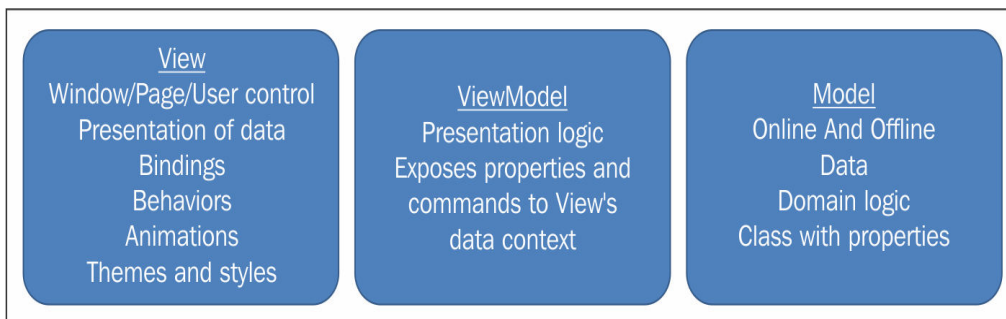 View
Window/Page/User control
Presentation of data
Bindings
Behaviors
Animations
Themes and styles
ViewModel
Presentation logic
Exposes properties and
commands to View's
data context
Model
Online And Offline
Data
Domain logic
Class with properties